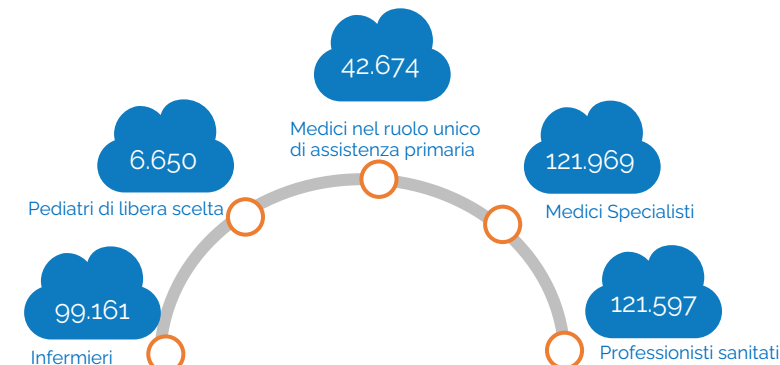 42.674
Medici nel ruolo unico
di assistenza primaria
6.650
Pediatri di libera scelta
121.969
Medici Specialisti
99.161
Infermieri
121.597
Professionisti sanitati